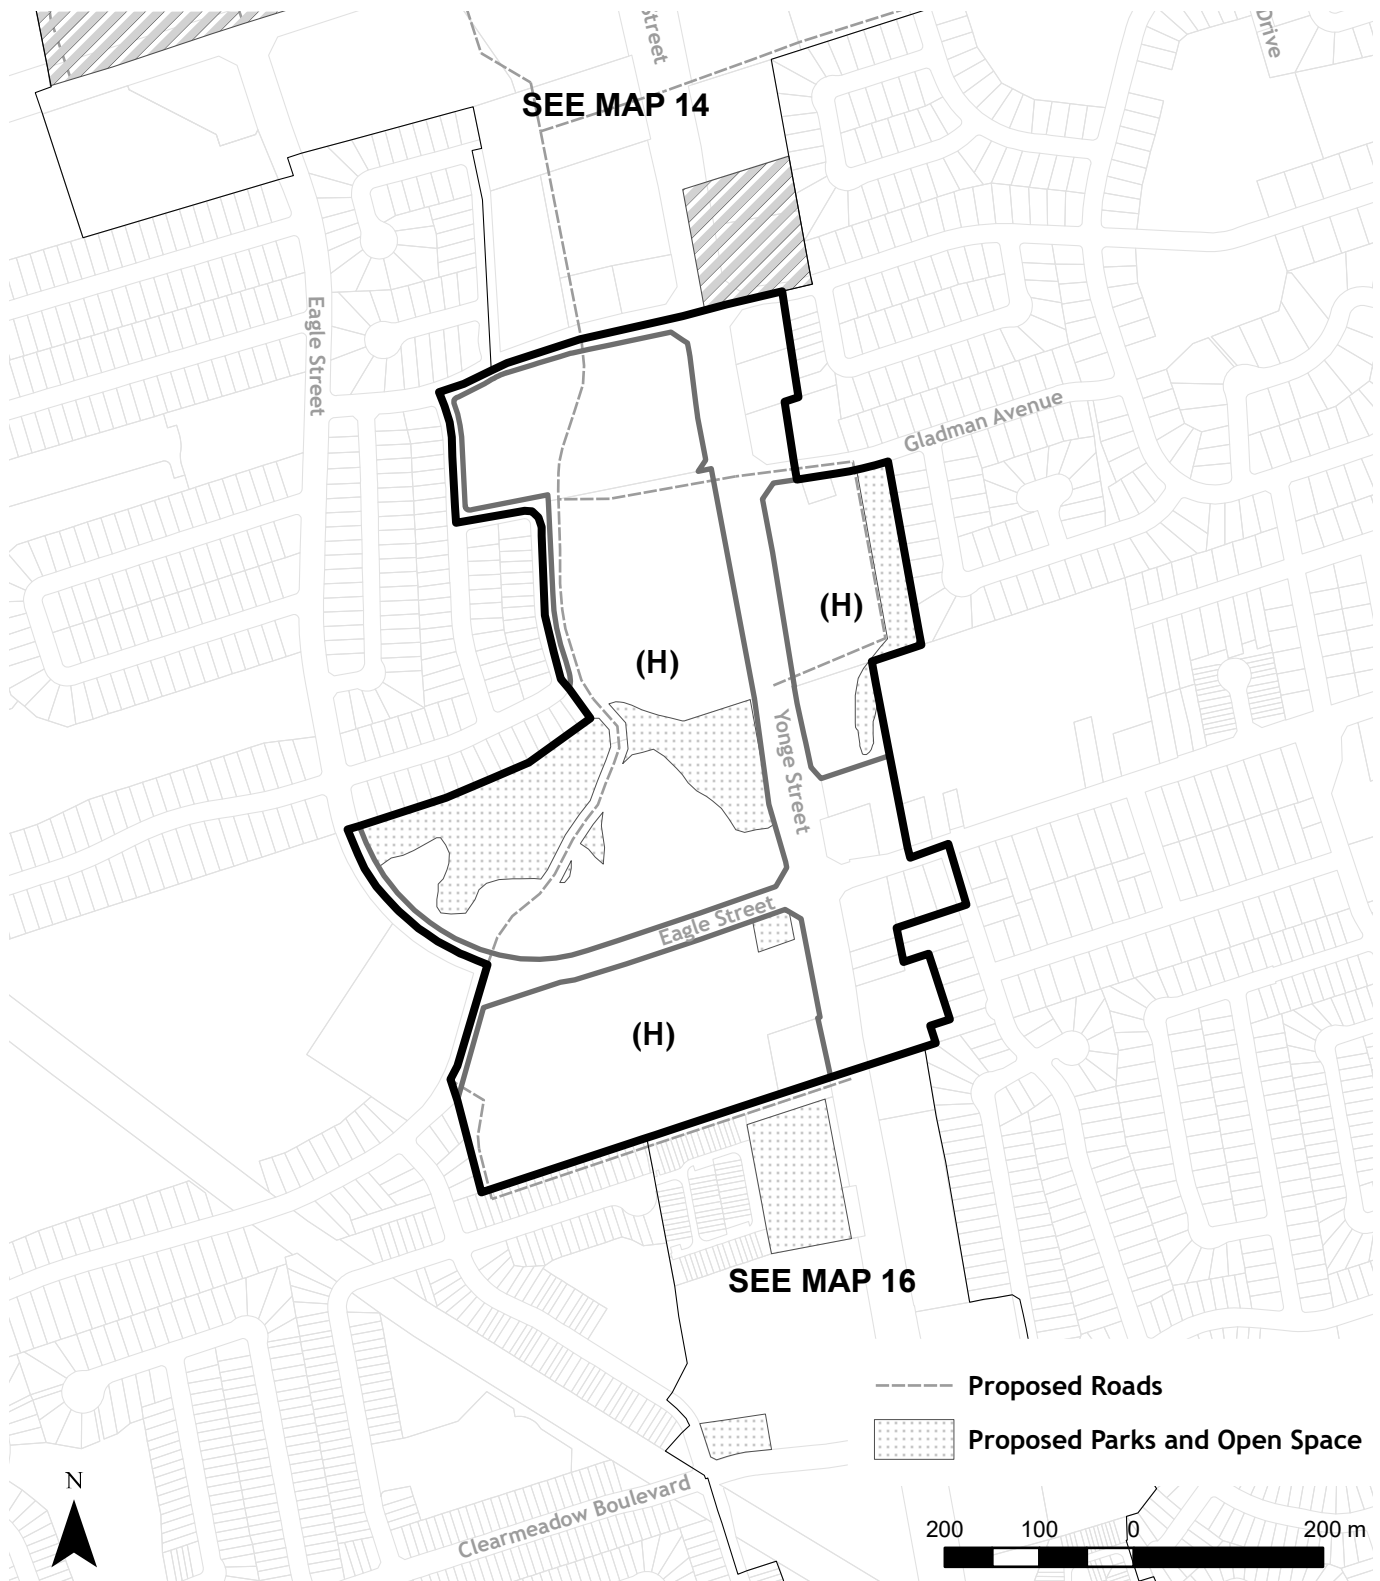 Street
Drive
SEE MAP 14
Eagle Street
Gladman Avenue
(H)
(H)
Yonge Street
Eagle Street
(H)
SEE MAP 16
Proposed Roads
Proposed Parks and Open Space
N
Clearmeadow Boulevard
200 100 0 200 m